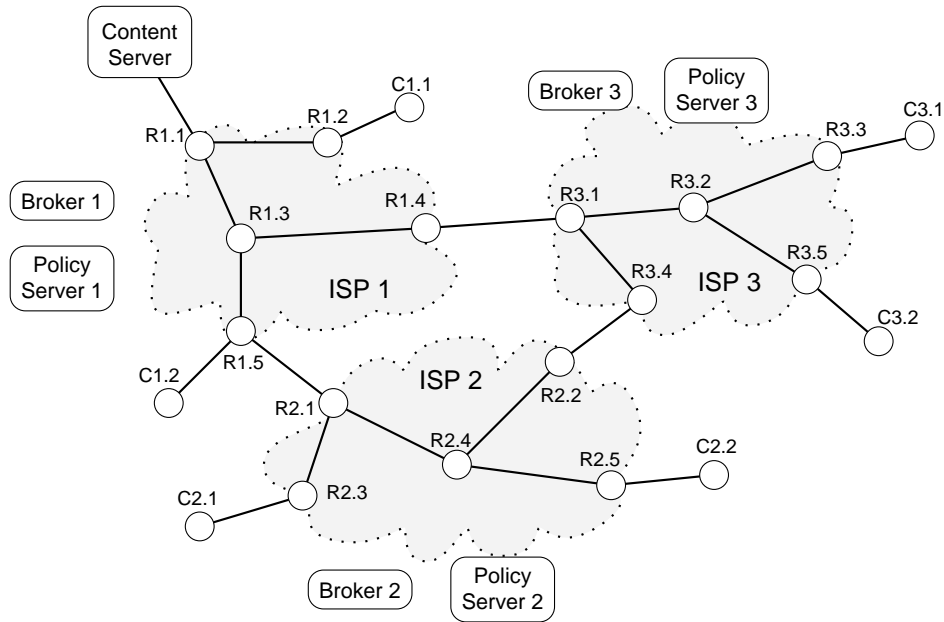 Content
Server
C1.1
R1.2
R1.1
Broker 3
Policy
Server 3
C3.1
R3.3
Broker 1
R1.3
R1.4
R3.1
R3.2
Policy
Server 1
ISP 1
R3.4
ISP 3
R3.5
C3.2
R1.5
C1.2
ISP 2
R2.1
R2.2
R2.4
R2.5
C2.2
C2.1
R2.3
Broker 2
Policy
Server 2